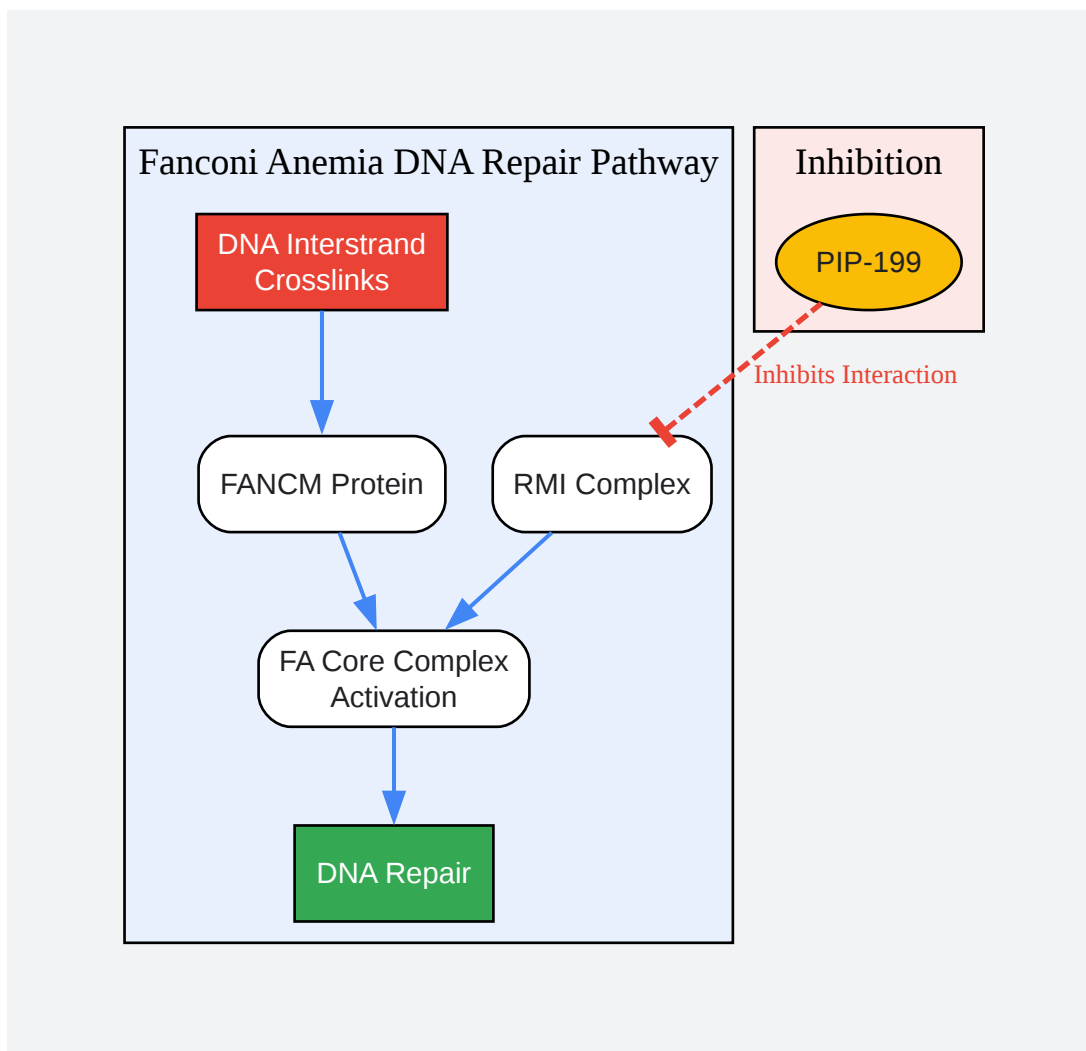 Fanconi Anemia DNA Repair Pathway
Inhibition
DNA Interstrand
Crosslinks
PIP-199
Inhibits Interaction
FANCM Protein
RMI Complex
FA Core Complex
Activation
DNA Repair